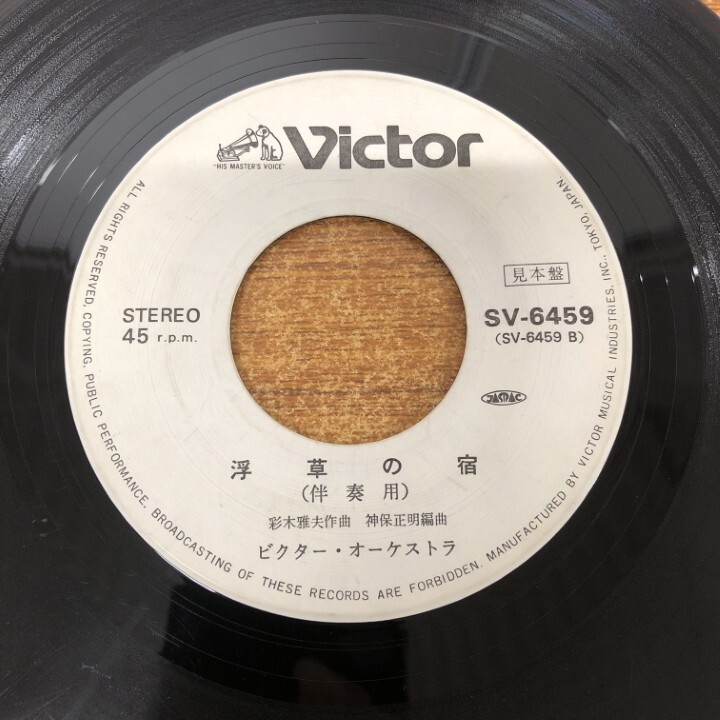 Victor
"HIS MASTER'S VOICE"
見本盤
STEREO
45 r.p.m.
SV-6459
(SV-6459 B)
JASRAC
浮草の宿
(伴奏用)
彩木雅夫作曲 神保正明編曲
ビクター・オーケストラ
ALL RIGHTS RESERVED, COPYING, PUBLIC PERFORMANCE, BROADCASTING OF THESE RECORDS ARE FORBIDDEN. MANUFACTURED BY VICTOR MUSICAL INDUSTRIES, INC., TOKYO, JAPAN.